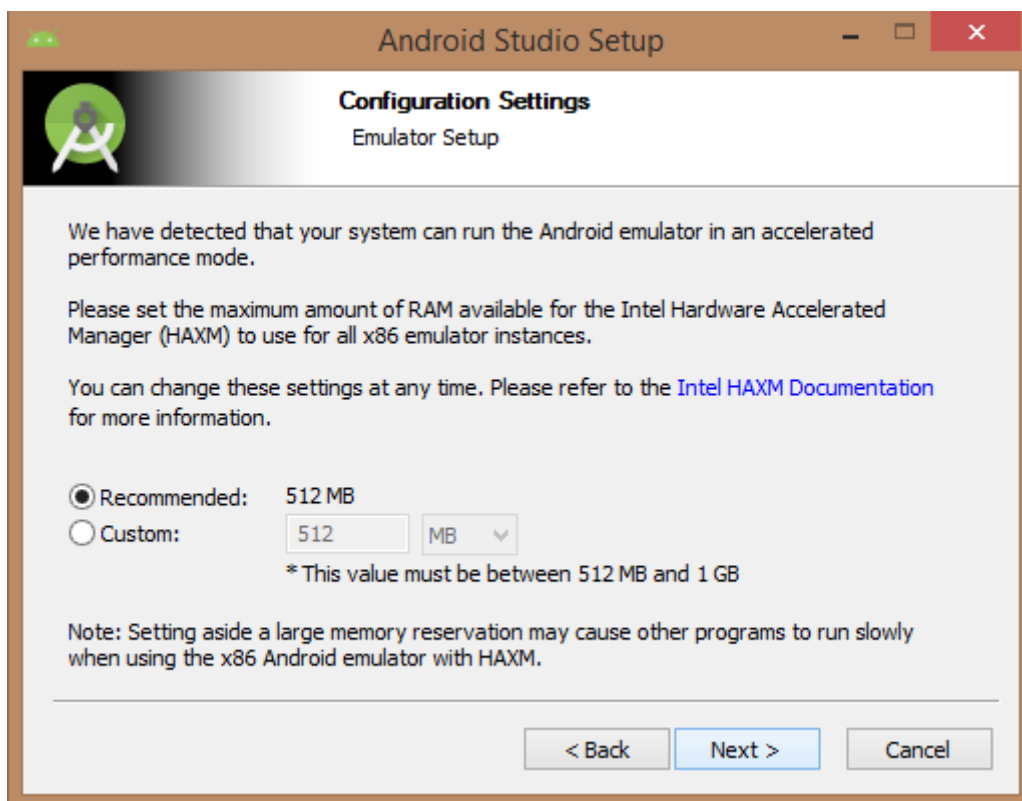 Android Studio Setup
Configuration Settings
Emulator Setup
We have detected that your system can run the Android emulator in an accelerated
performance mode.
Please set the maximum amount of RAM available for the Intel Hardware Accelerated
Manager (HAXM) to use for all x86 emulator instances.
You can change these settings at any time. Please refer to the Intel HAXM Documentation
for more information.
Recommended: 512 MB
Custom: 512 MB
* This value must be between 512 MB and 1 GB
Note: Setting aside a large memory reservation may cause other programs to run slowly
when using the x86 Android emulator with HAXM.
< Back Next > Cancel